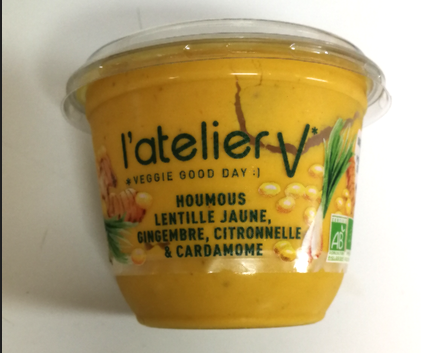 l'atelier V*
#VEGGIE GOOD DAY :)
HOUMOUS
LENTILLE JAUNE,
GINGEMBRE, CITRONNELLE
& CARDAMOME
AB